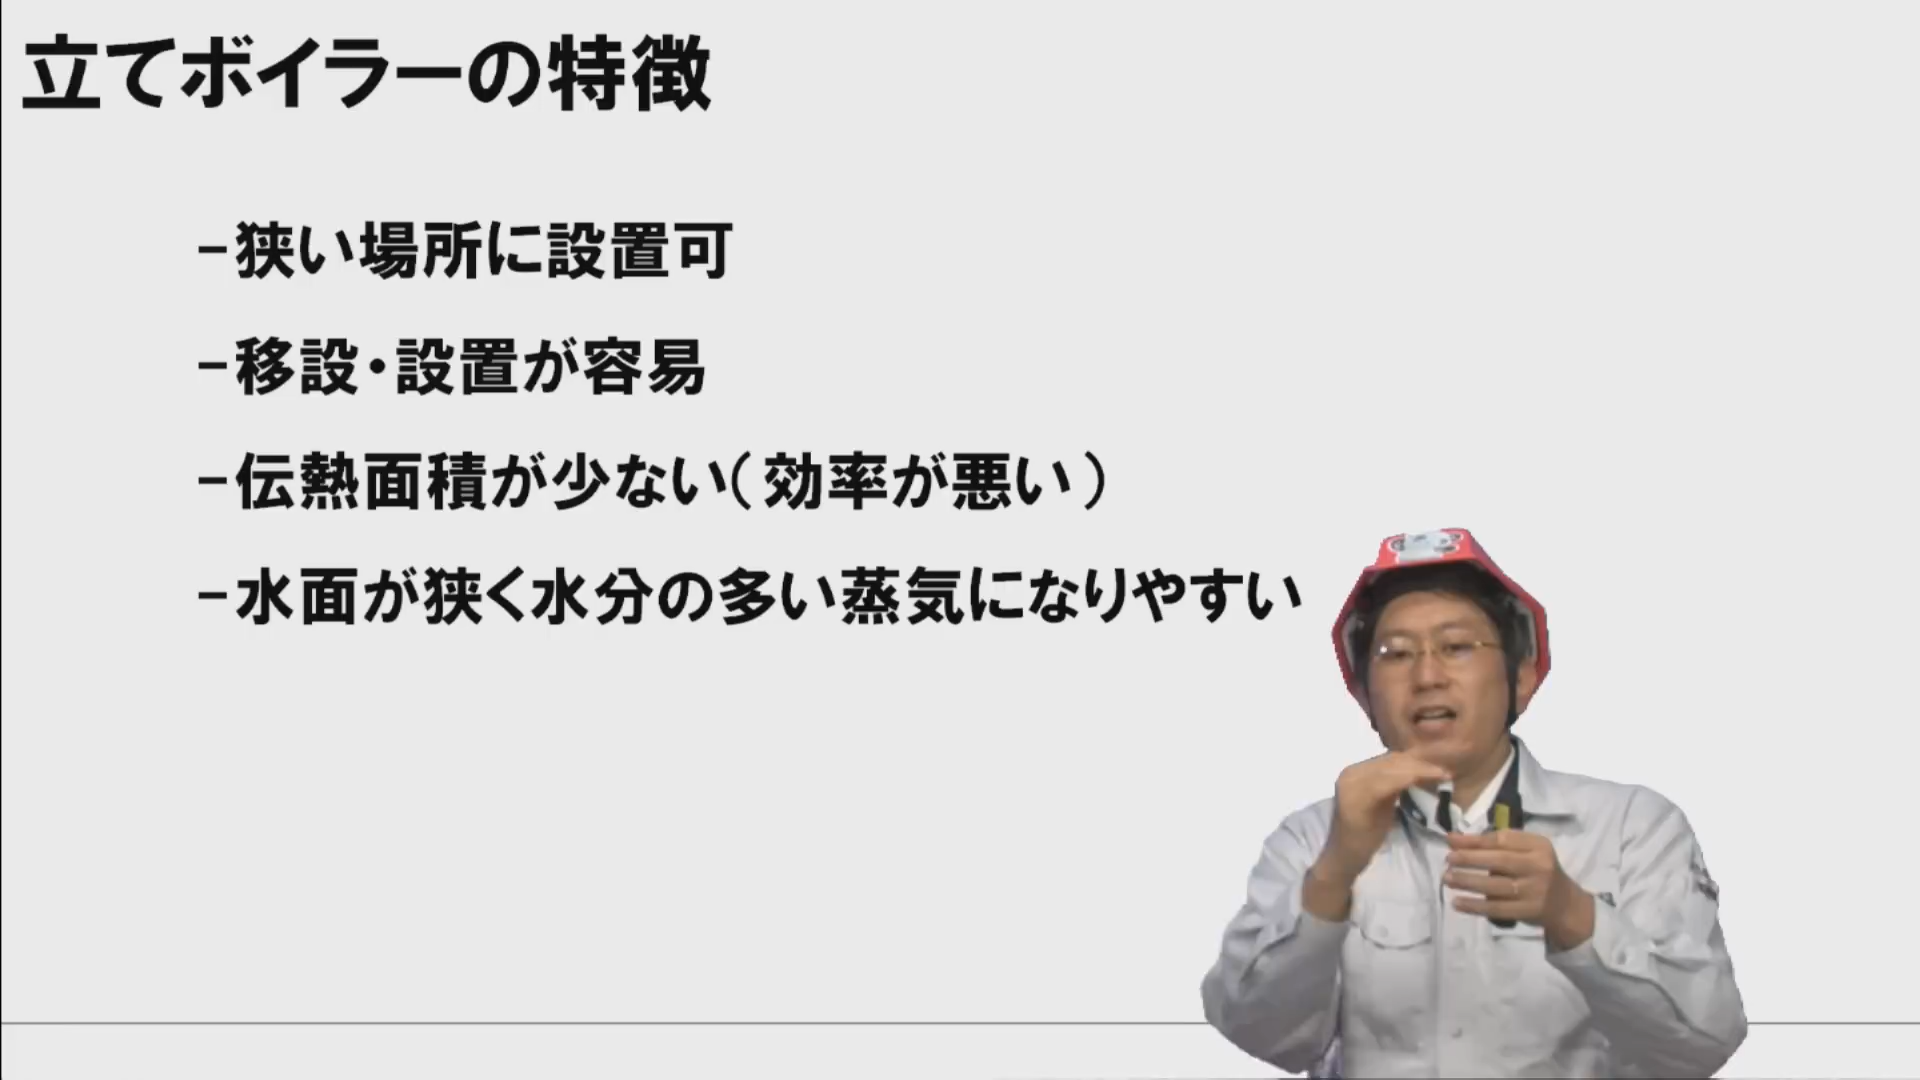 立てボイラーの特徴
－狭い場所に設置可
－移設・設置が容易
－伝熱面積が少ない（効率が悪い）
－水面が狭く水分の多い蒸気になりやすい